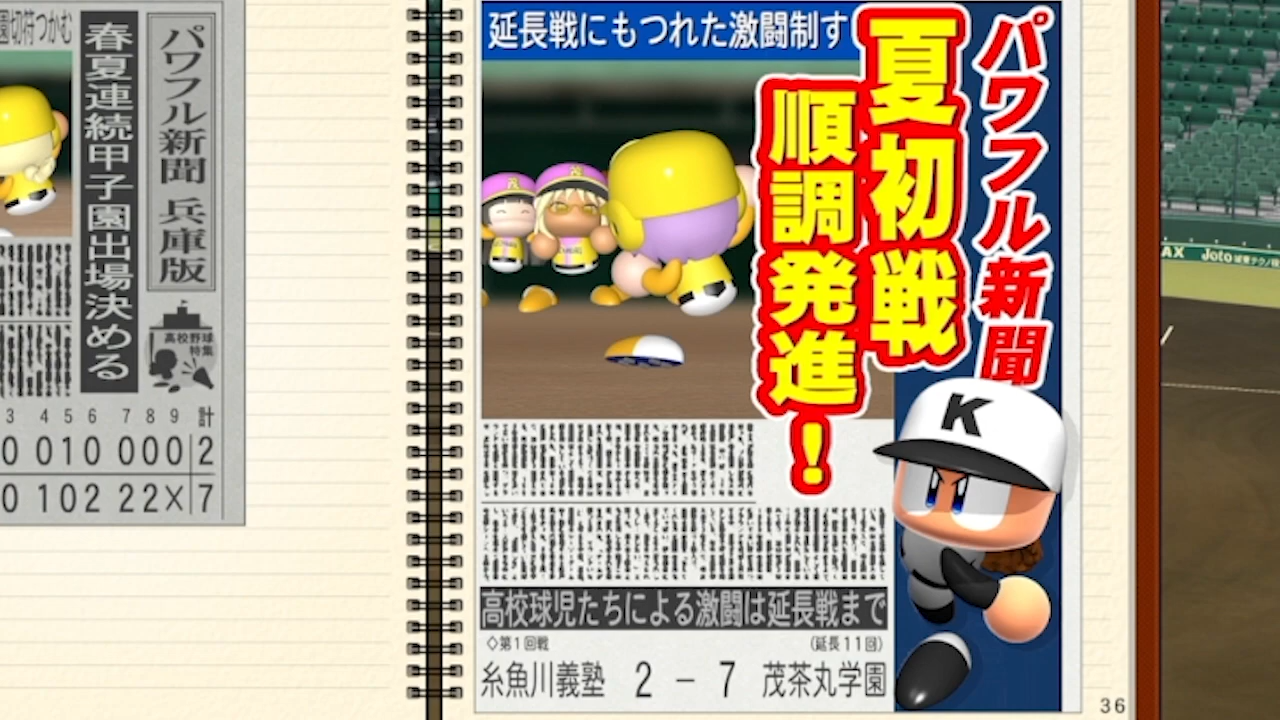 園切符つかむ
春夏連続甲子園出場決める
パワフル新聞 兵庫版
高校野球
特集
3 4 5 6 7 8 9 計
0 0 1 0 0 0 0 2
0 1 0 2 2 2 X 7
延長戦にもつれた激闘制す
パワフル新聞
夏初戦
順調発進!
K
高校球児たちによる激闘は延長戦まで
◇第1回戦 (延長11回)
糸魚川義塾 2 - 7 茂茶丸学園
36
AX Joto